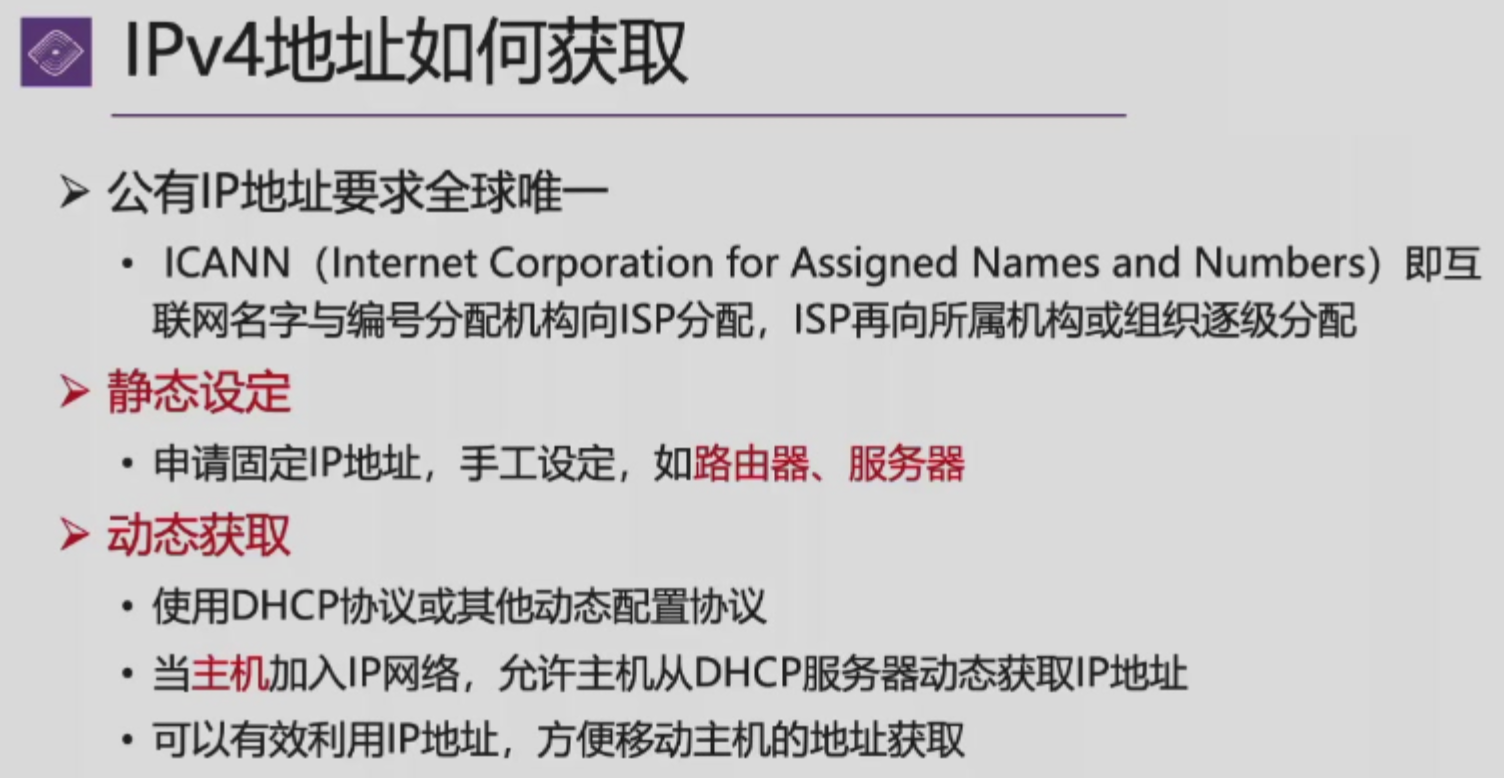 IPv4地址如何获取
➢ 公有IP地址要求全球唯一
• ICANN（Internet Corporation for Assigned Names and Numbers）即互
联网名字与编号分配机构向ISP分配，ISP再向所属机构或组织逐级分配
➢ 静态设定
• 申请固定IP地址，手工设定，如路由器、服务器
➢ 动态获取
• 使用DHCP协议或其他动态配置协议
• 当主机加入IP网络，允许主机从DHCP服务器动态获取IP地址
• 可以有效利用IP地址，方便移动主机的地址获取